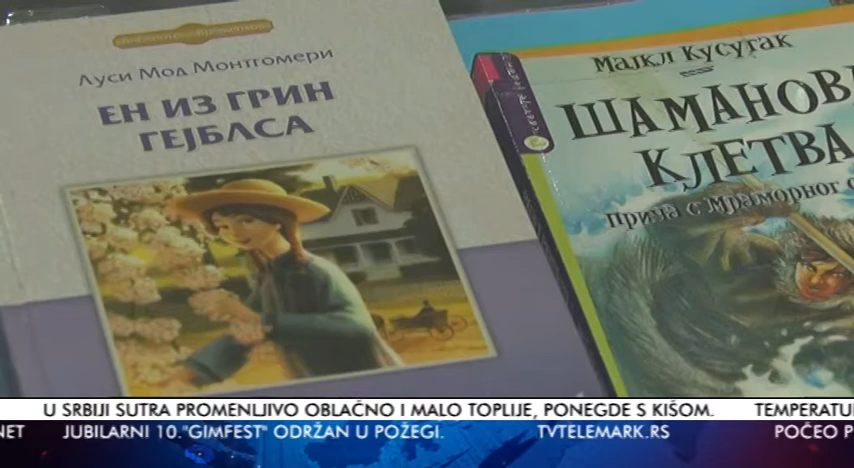 Луси Мод Монтгомери
ЕН ИЗ ГРИН
ГЕЈБЛСА
Мајкл Кусугак
ШАМАНОВА
КЛЕТВА
Прича с Мраморног
U SRBIJI SUTRA PROMENLJIVO OBLAČNO I MALO TOPLIJE, PONEGDE S KIŠOM. TEMPERATU
NET JUBILARNI 10."GIMFEST" ODRŽAN U POŽEGI. TVTELEMARK.RS POČEO P